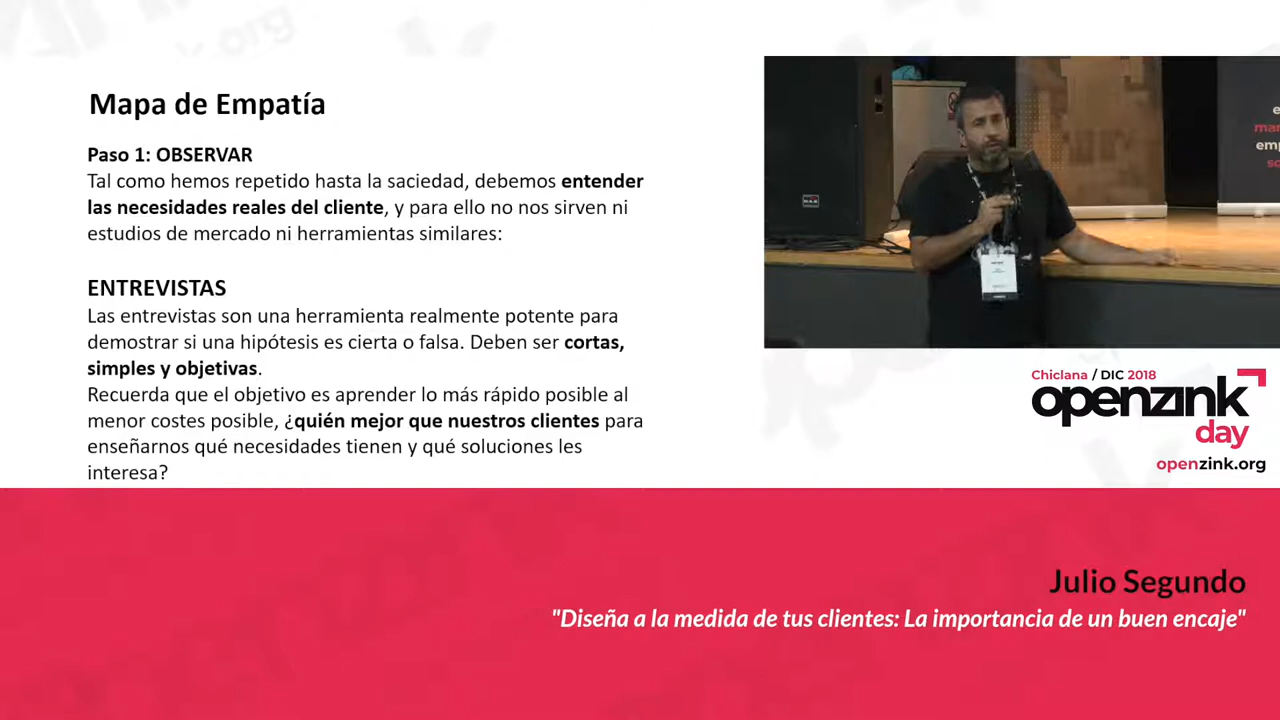 Mapa de Empatía
Paso 1: OBSERVAR
Tal como hemos repetido hasta la saciedad, debemos entender
las necesidades reales del cliente, y para ello no nos sirven ni
estudios de mercado ni herramientas similares:
ENTREVISTAS
Las entrevistas son una herramienta realmente potente para
demostrar si una hipótesis es cierta o falsa. Deben ser cortas,
simples y objetivas.
Recuerda que el objetivo es aprender lo más rápido posible al
menor costes posible, ¿quién mejor que nuestros clientes para
enseñarnos qué necesidades tienen y qué soluciones les
interesa?
Chiclana / DIC 2018
openzink
day
openzink.org
Julio Segundo
"Diseña a la medida de tus clientes: La importancia de un buen encaje"